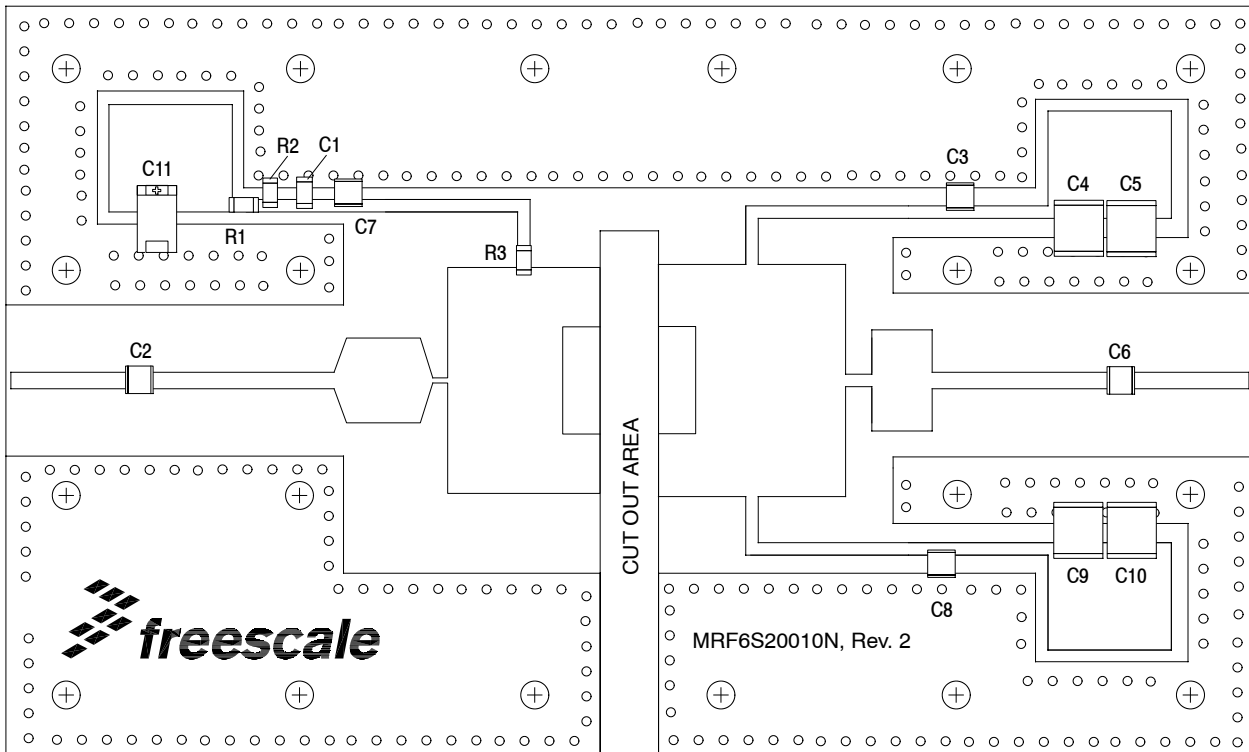 R2
C1
C11
C3
C4
C5
R1
C7
R3
C2
C6
CUT OUT AREA
C9
C10
C8
freescale
MRF6S20010N, Rev. 2